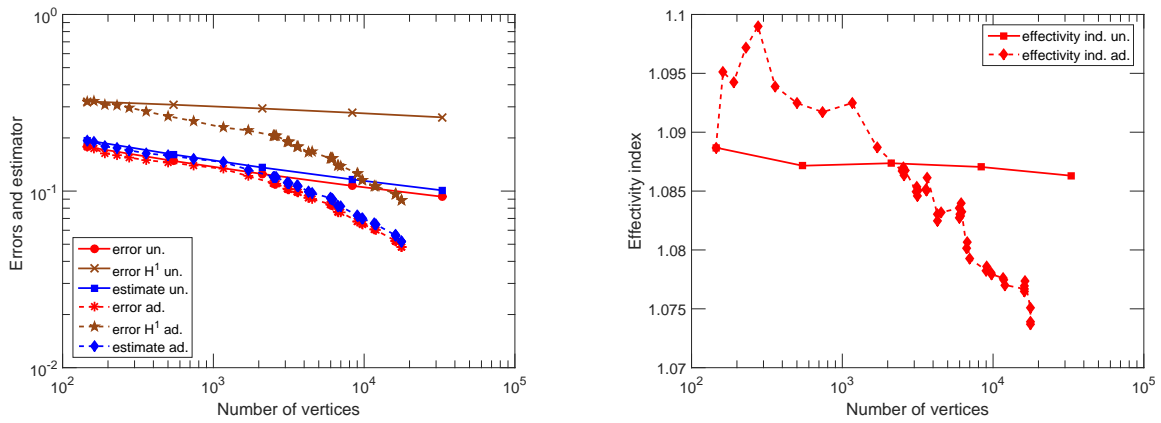 10^0
10^-1
10^-2
10^2
10^3
10^4
10^5
Number of vertices
Errors and estimator
error un.
error H^1 un.
estimate un.
error ad.
error H^1 ad.
estimate ad.
1.1
1.095
1.09
1.085
1.08
1.075
1.07
10^2
10^3
10^4
10^5
Number of vertices
Effectivity index
effectivity ind. un.
effectivity ind. ad.